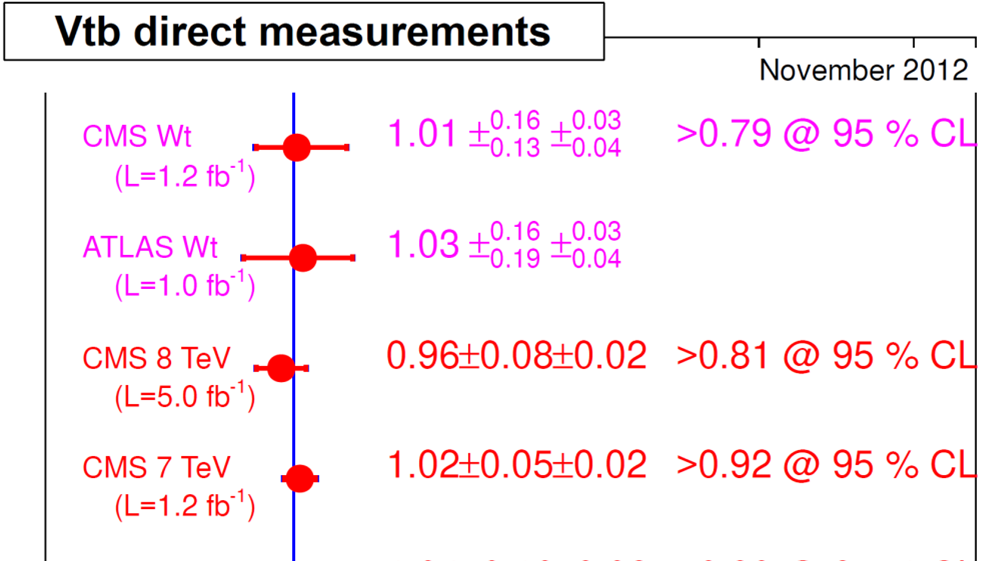 Vtb direct measurements
November 2012
CMS Wt 1.01 ±0.16 0.13 ±0.03 0.04 >0.79 @ 95 % CL
(L=1.2 fb-1)
ATLAS Wt 1.03 ±0.16 0.19 ±0.03 0.04
(L=1.0 fb-1)
CMS 8 TeV 0.96±0.08±0.02 >0.81 @ 95 % CL
(L=5.0 fb-1)
CMS 7 TeV 1.02±0.05±0.02 >0.92 @ 95 % CL
(L=1.2 fb-1)